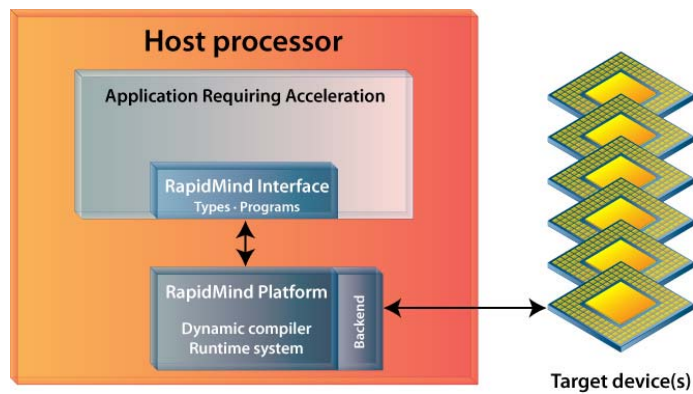 Host processor
Application Requiring Acceleration
RapidMind Interface
Types · Programs
RapidMind Platform
Dynamic compiler
Runtime system
Backend
Target device(s)